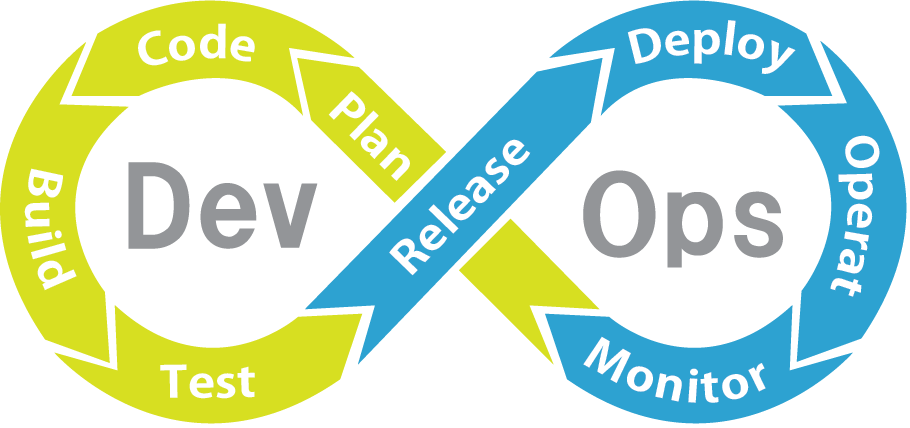 Code
Plan
Build
Test
Dev
Release
Deploy
Operat
Monitor
Ops